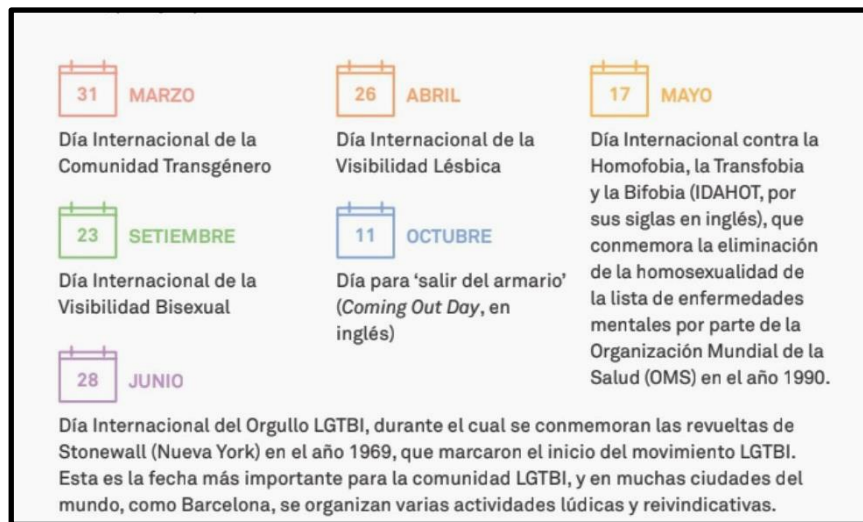 31 MARZO
Día Internacional de la
Comunidad Transgénero
26 ABRIL
Día Internacional de la
Visibilidad Lésbica
17 MAYO
Día Internacional contra la
Homofobia, la Transfobia
y la Bifobia (IDAHOT, por
sus siglas en inglés), que
conmemora la eliminación
de la homosexualidad de
la lista de enfermedades
mentales por parte de la
Organización Mundial de la
Salud (OMS) en el año 1990.
23 SETIEMBRE
Día Internacional de la
Visibilidad Bisexual
11 OCTUBRE
Día para ‘salir del armario’
(Coming Out Day, en
inglés)
28 JUNIO
Día Internacional del Orgullo LGTBI, durante el cual se conmemoran las revueltas de
Stonewall (Nueva York) en el año 1969, que marcaron el inicio del movimiento LGTBI.
Esta es la fecha más importante para la comunidad LGTBI, y en muchas ciudades del
mundo, como Barcelona, se organizan varias actividades lúdicas y reivindicativas.